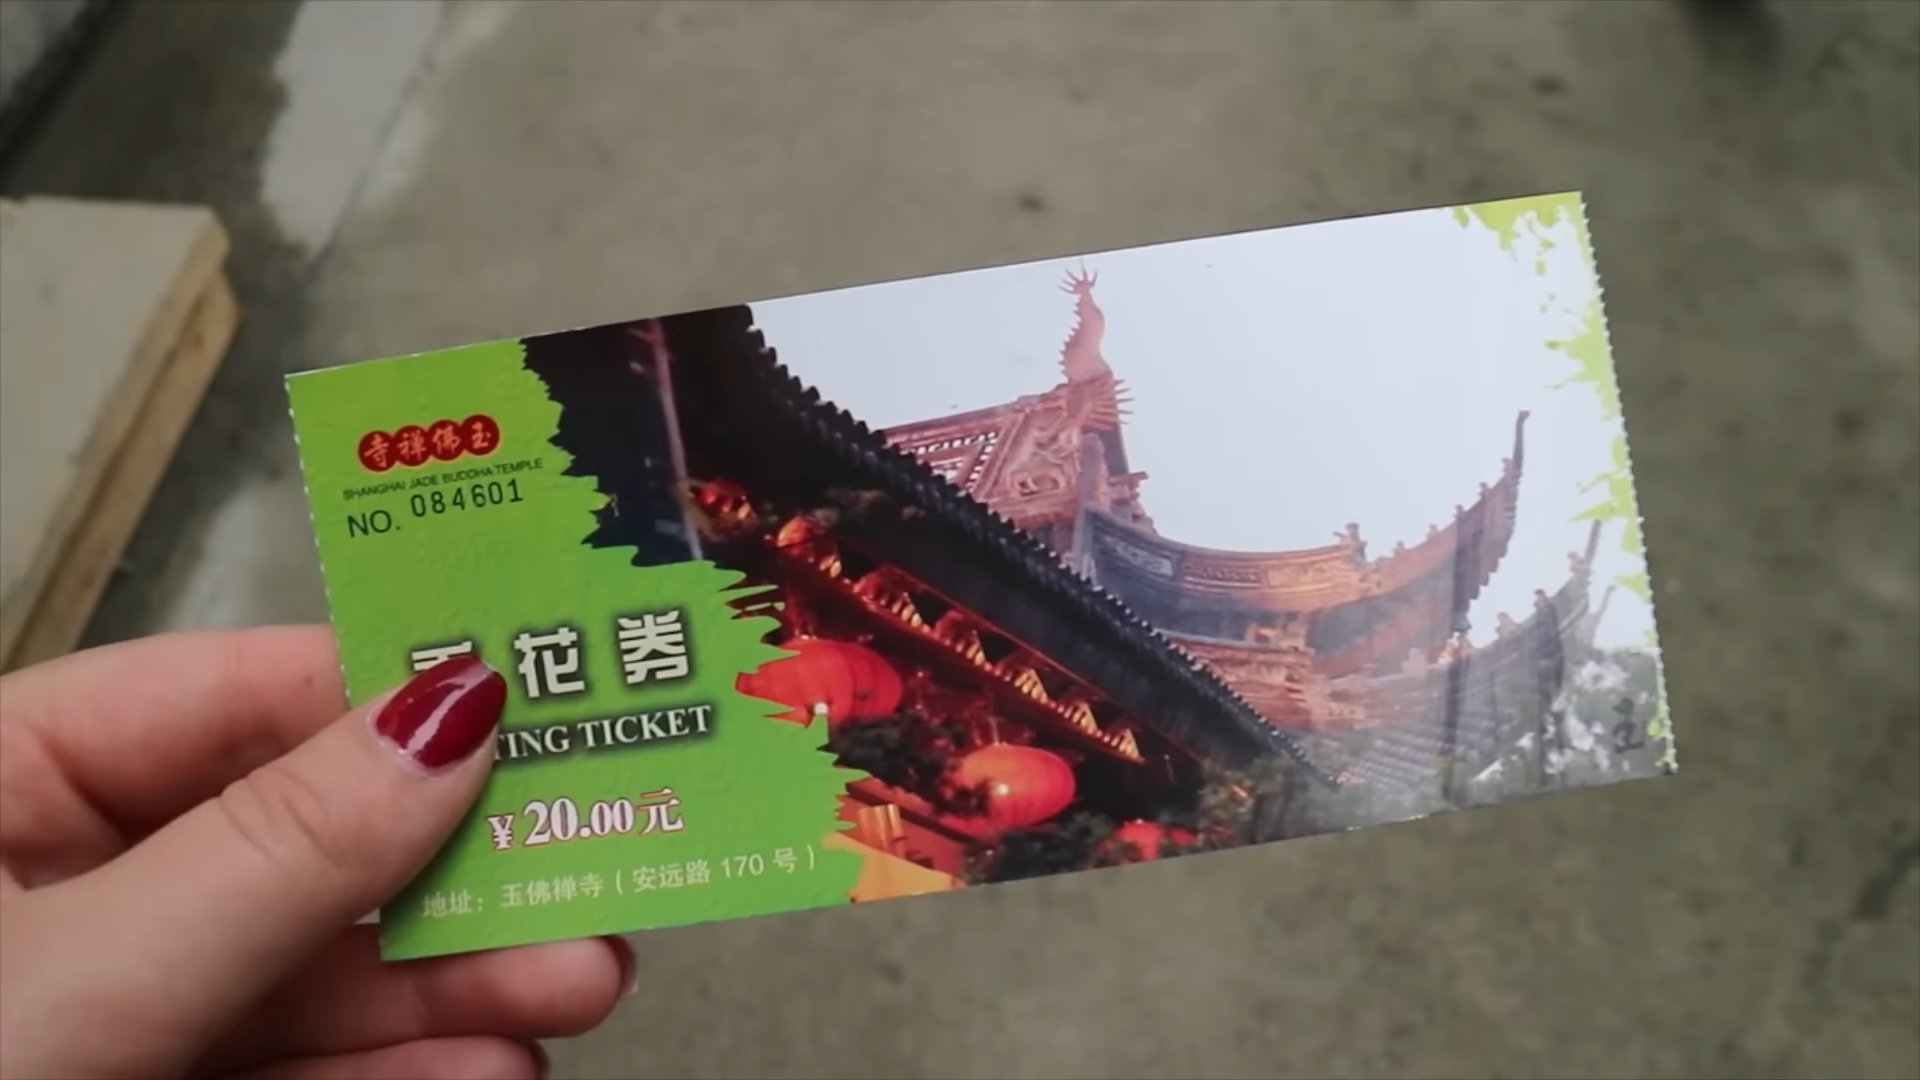 寺禅佛玉
SHANGHAI JADE BUDDHA TEMPLE
NO. 084601
花券
TING TICKET
¥20.00元
地址：玉佛禅寺（安远路 170 号）